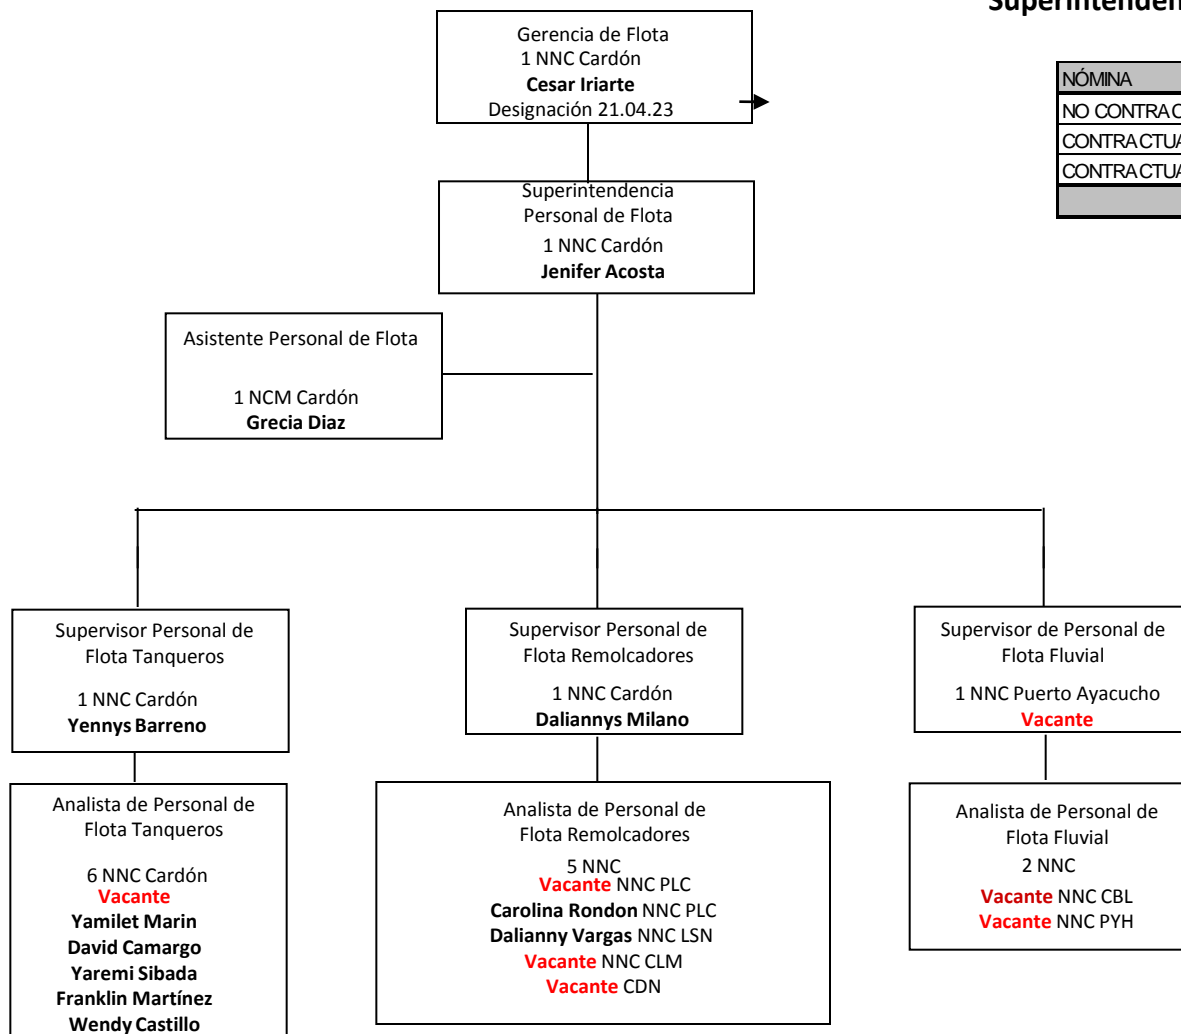 Gerencia de Flota
1 NNC Cardón
Cesar Iriarte
Designación 21.04.23
NÓMINA
Superintendencia
Personal de Flota
1 NNC Cardón
Jenifer Acosta
Asistente Personal de Flota
1 NCM Cardón
Grecia Diaz
Supervisor Personal de
Flota Tanqueros
1 NNC Cardón
Yennys Barreno
Supervisor Personal de
Flota Remolcadores
1 NNC Cardón
Daliannys Milano
Supervisor de Personal de
Flota Fluvial
1 NNC Puerto Ayacucho
Vacante
Analista de Personal de
Flota Tanqueros
6 NNC Cardón
Vacante
Yamilet Marin
David Camargo
Yaremi Sibada
Franklin Martínez
Wendy Castillo
Analista de Personal de
Flota Remolcadores
5 NNC
Vacante NNC PLC
Carolina Rondon NNC PLC
Dalianny Vargas NNC LSN
Vacante NNC CLM
Vacante CDN
Analista de Personal de
Flota Fluvial
2 NNC
Vacante NNC CBL
Vacante NNC PYH